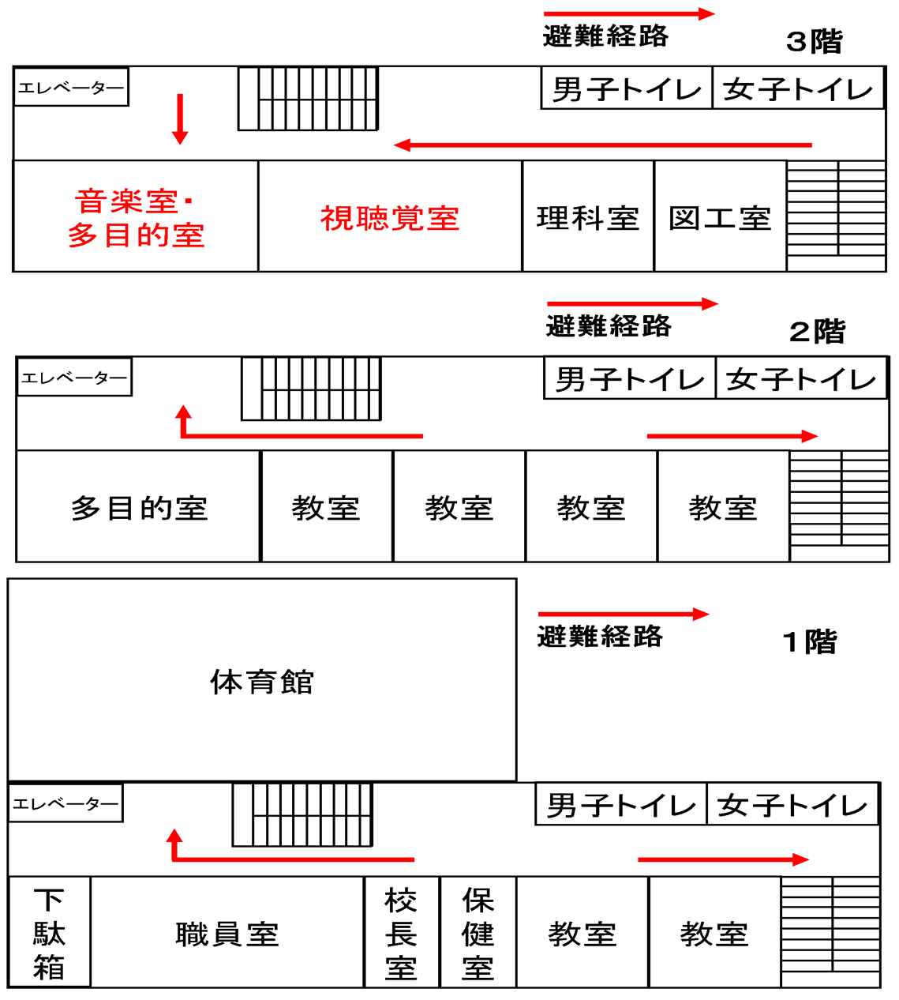 避難経路
3階
エレベーター
男子トイレ
女子トイレ
音楽室・
多目的室
視聴覚室
理科室
図工室
避難経路
2階
エレベーター
男子トイレ
女子トイレ
多目的室
教室
教室
教室
教室
体育館
避難経路
1階
エレベーター
男子トイレ
女子トイレ
下駄箱
職員室
校長室
保健室
教室
教室